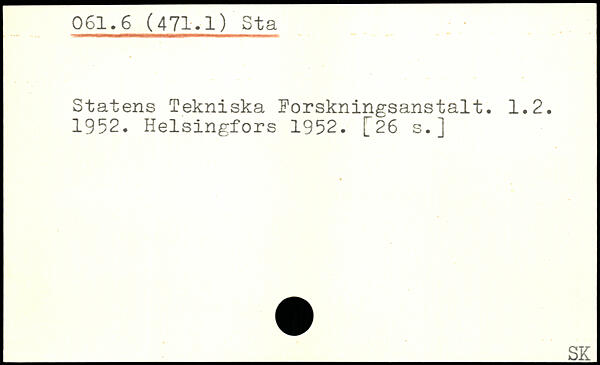 061.6 (471.1) Sta
Statens Tekniska Forskningsanstalt. 1.2.
1952. Helsingfors 1952. [26 s.]
SK